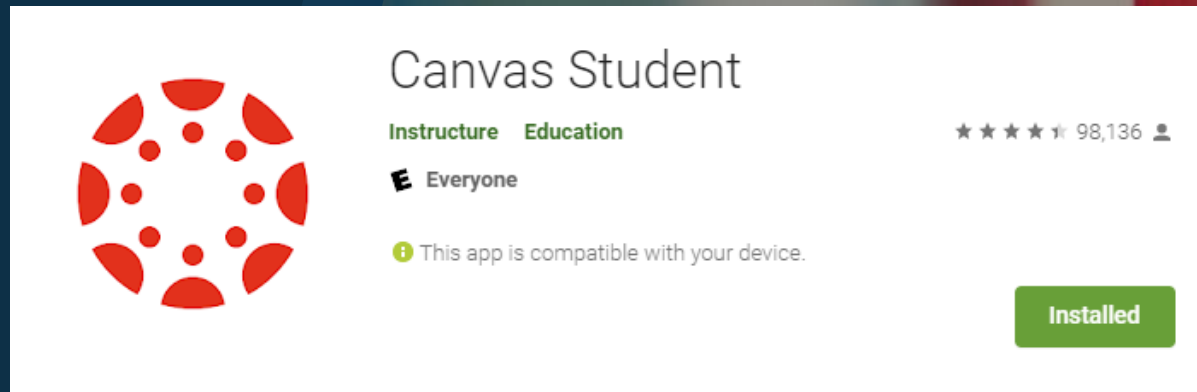 Canvas Student
Instructure Education 98,136
E Everyone
This app is compatible with your device.
Installed